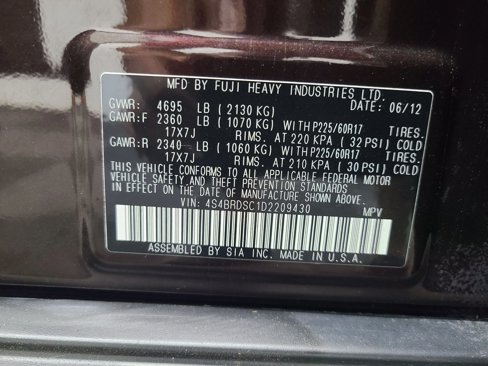 MFD BY FUJI HEAVY INDUSTRIES LTD. DATE: 06/12
GVWR: 4695 LB ( 2130 KG)
GAWR:F 2360 LB ( 1070 KG) WITH P225/60R17 TIRES.
17X7J RIMS, AT 220 KPA ( 32 PSI) COLD
GAWR:R 2340 LB ( 1060 KG) WITH P225/60R17 TIRES.
17X7J RIMS, AT 210 KPA ( 30 PSI) COLD
THIS VEHICLE CONFORMS TO ALL APPLICABLE FEDERAL MOTOR
VEHICLE SAFETY AND THEFT PREVENTION STANDARDS
IN EFFECT ON THE DATE OF MANUFACTURE SHOWN ABOVE.
VIN: 4S4BRDSC1D2209430 MPV
ASSEMBLED BY SIA INC. MADE IN U.S.A.